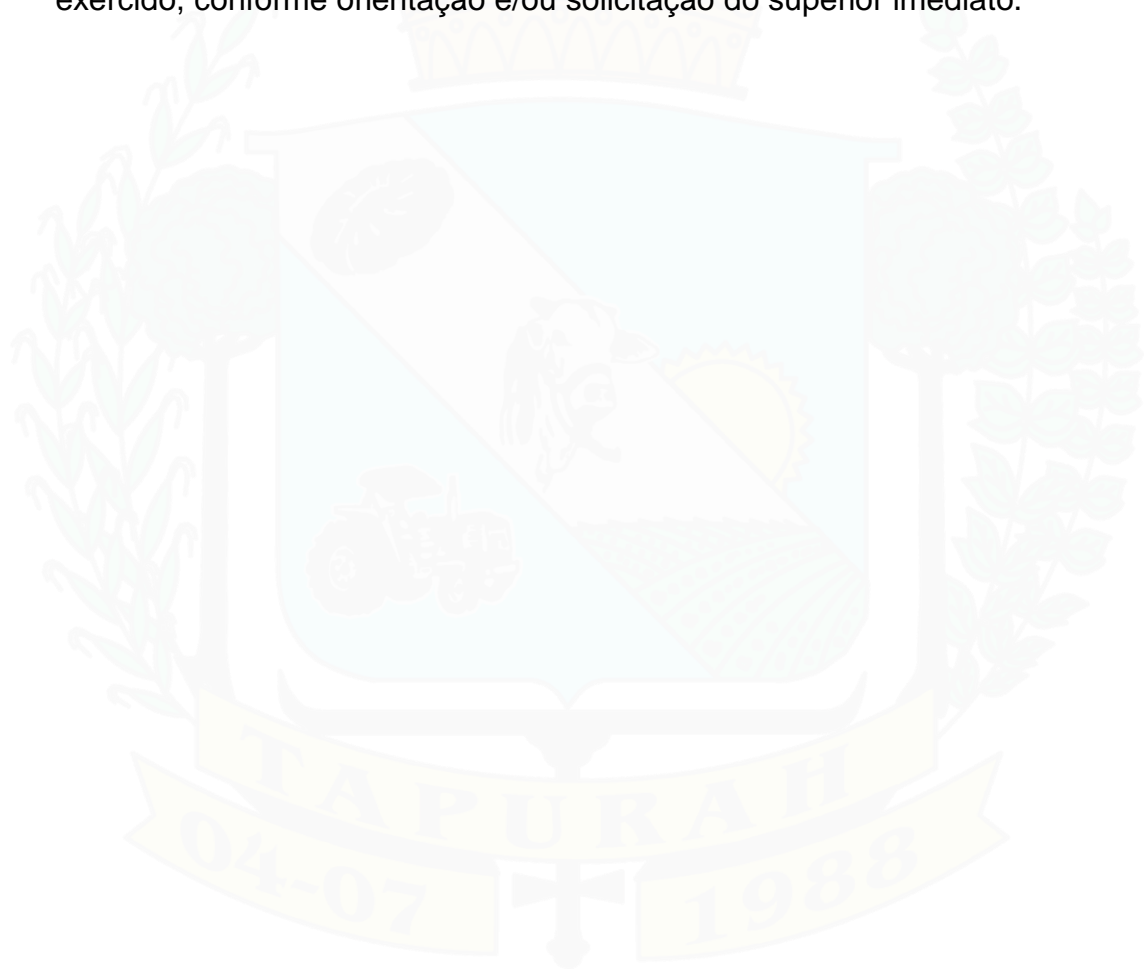 exercido, conforme orientação e/ou solicitação do superior imediato.
TAPURAH
04-07 1988